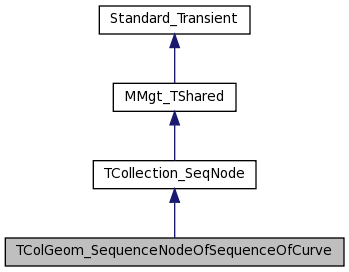 Standard_Transient
MMgt_TShared
TCollection_SeqNode
TColGeom_SequenceNodeOfSequenceOfCurve